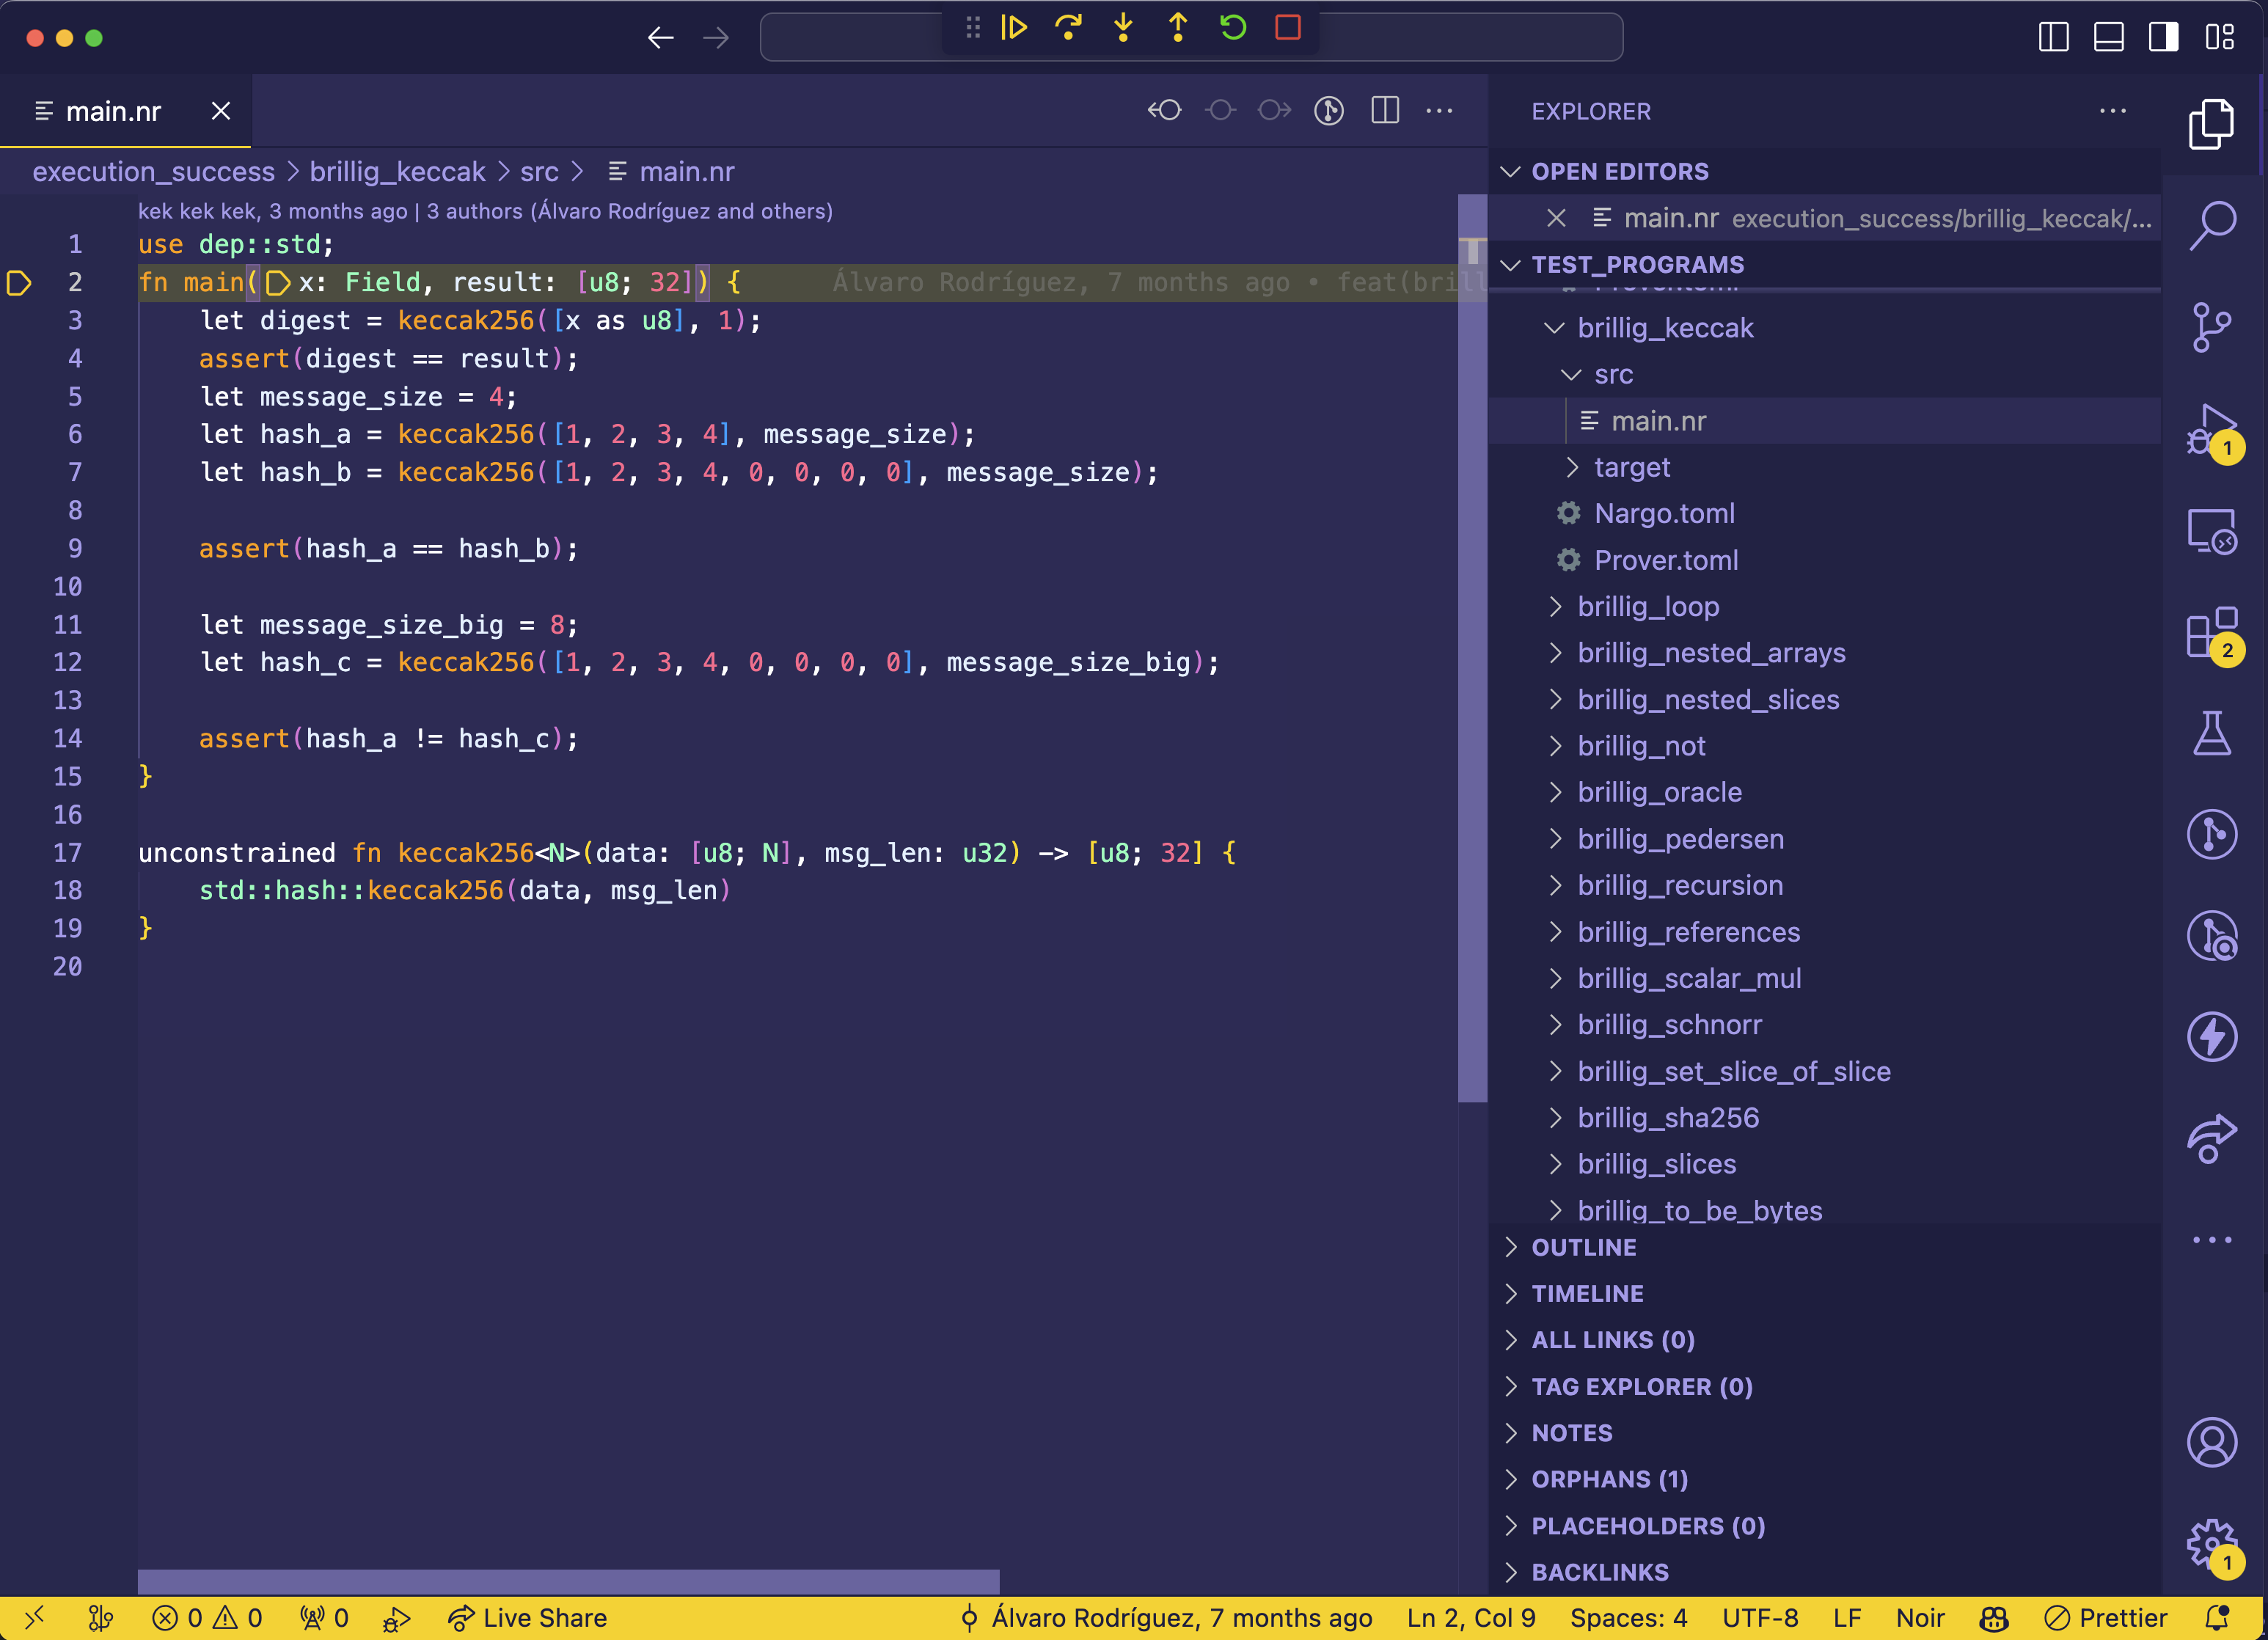 main.nr
execution_success > brillig_keccak > src > main.nr
kek kek kek, 3 months ago | 3 authors (Álvaro Rodríguez and others)
1 use dep::std;
2 fn main(x: Field, result: [u8; 32]) { Álvaro Rodríguez, 7 months ago • feat(brill
3 let digest = keccak256([x as u8], 1);
4 assert(digest == result);
5 let message_size = 4;
6 let hash_a = keccak256([1, 2, 3, 4], message_size);
7 let hash_b = keccak256([1, 2, 3, 4, 0, 0, 0, 0], message_size);
8
9 assert(hash_a == hash_b);
10
11 let message_size_big = 8;
12 let hash_c = keccak256([1, 2, 3, 4, 0, 0, 0, 0], message_size_big);
13
14 assert(hash_a != hash_c);
15 }
16
17 unconstrained fn keccak256<N>(data: [u8; N], msg_len: u32) -> [u8; 32] {
18 std::hash::keccak256(data, msg_len)
19 }
20
EXPLORER
OPEN EDITORS
main.nr execution_success/brillig_keccak/...
TEST_PROGRAMS
brillig_keccak
src
main.nr
target
Nargo.toml
Prover.toml
brillig_loop
brillig_nested_arrays
brillig_nested_slices
brillig_not
brillig_oracle
brillig_pedersen
brillig_recursion
brillig_references
brillig_scalar_mul
brillig_schnorr
brillig_set_slice_of_slice
brillig_sha256
brillig_slices
brillig_to_be_bytes
OUTLINE
TIMELINE
ALL LINKS (0)
TAG EXPLORER (0)
NOTES
ORPHANS (1)
PLACEHOLDERS (0)
BACKLINKS
1
2
1
0 0 0 Live Share Álvaro Rodríguez, 7 months ago Ln 2, Col 9 Spaces: 4 UTF-8 LF Noir Prettier